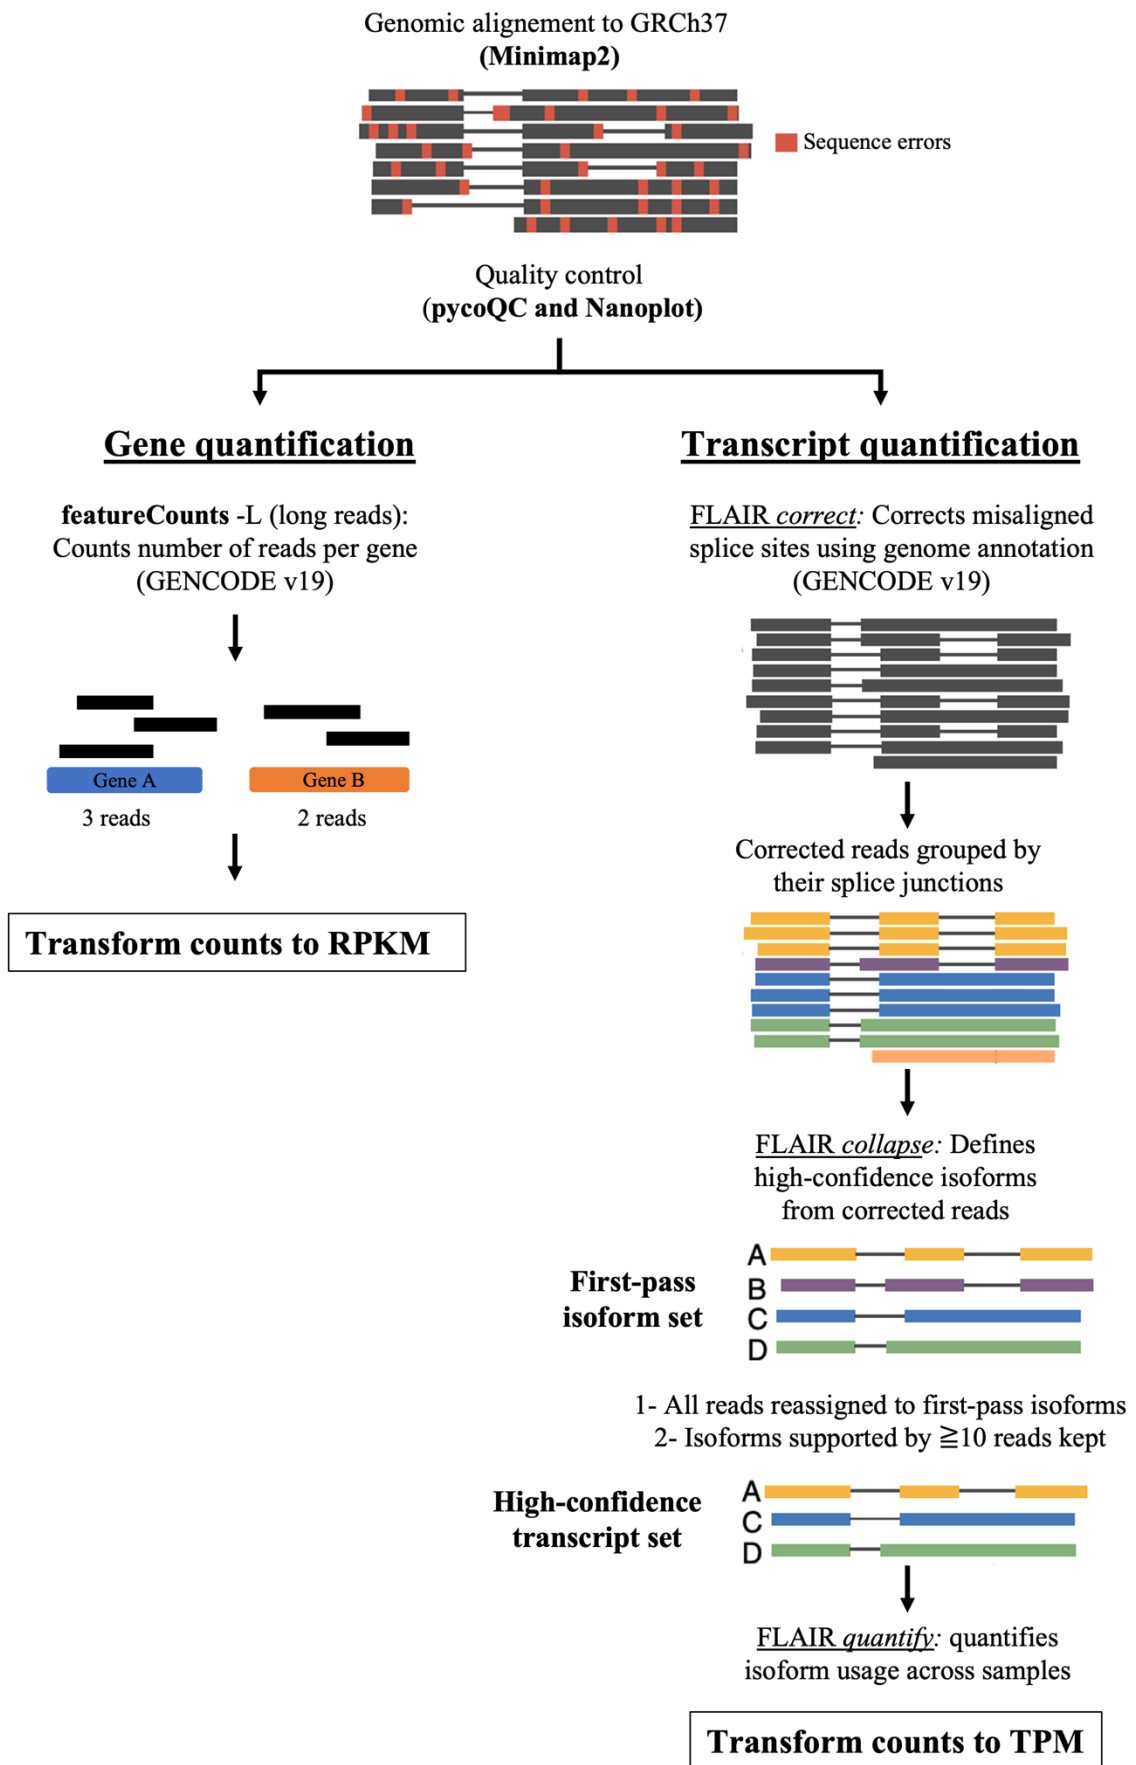 Genomic alignement to GRCh37
(Minimap2)
Sequence errors
Quality control
(pycoQC and Nanoplot)
Gene quantification
featureCounts -L (long reads):
Counts number of reads per gene
(GENCODE v19)
Gene A
Gene B
3 reads
2 reads
Transform counts to RPKM
Transcript quantification
FLAIR correct: Corrects misaligned
splice sites using genome annotation
(GENCODE v19)
Corrected reads grouped by
their splice junctions
FLAIR collapse: Defines
high-confidence isoforms
from corrected reads
First-pass
isoform set
A
B
C
D
1- All reads reassigned to first-pass isoforms
2- Isoforms supported by ≧10 reads kept
High-confidence
transcript set
A
C
D
FLAIR quantify: quantifies
isoform usage across samples
Transform counts to TPM